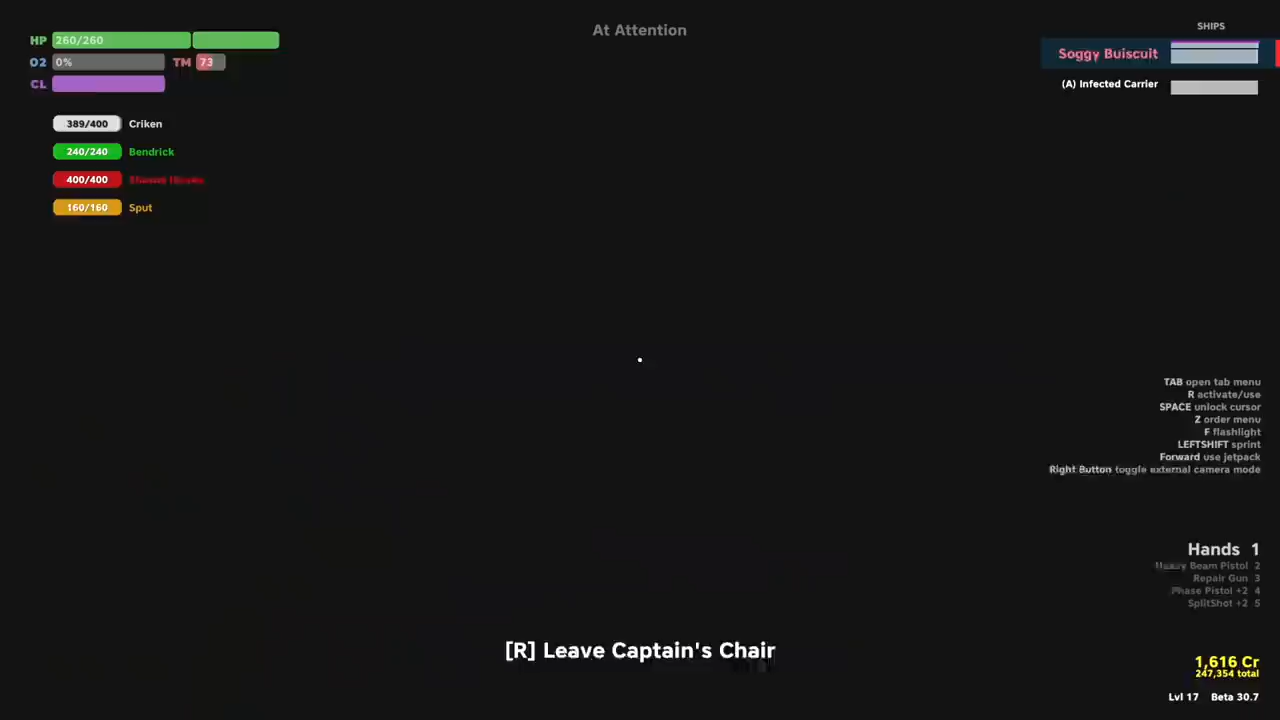 At Attention
HP 260/260
O2 0% TM 73
CL
389/400 Criken
240/240 Bendrick
400/400
160/160 Sput
SHIPS
Soggy Buiscuit
(A) Infected Carrier
TAB open tab menu
R activate/use
SPACE unlock cursor
Z order menu
F flashlight
LEFTSHIFT sprint
Forward use jetpack
Right Button toggle external camera mode
Hands 1
Heavy Beam Pistol 2
Repair Gun 3
Phase Pistol +2 4
SplitShot +2 5
[R] Leave Captain's Chair
1,616 Cr
247,354 total
Lvl 17 Beta 30.7